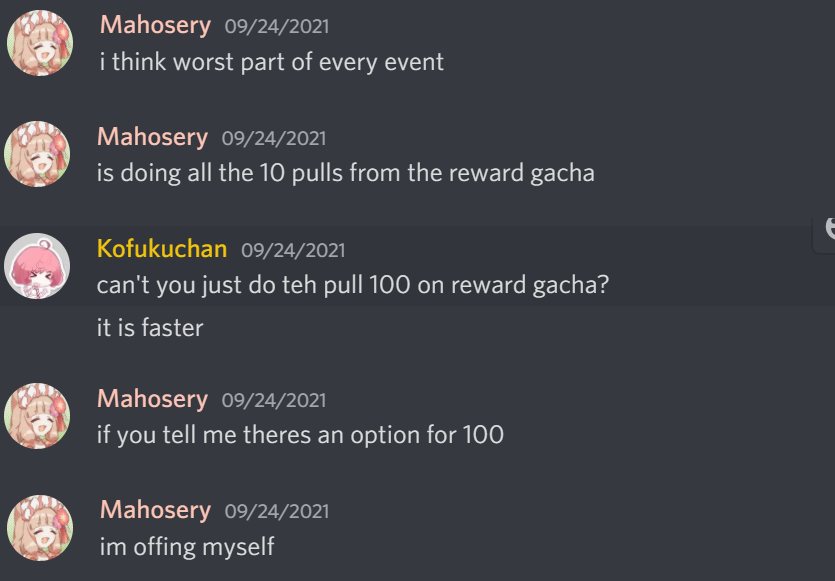 Mahosery 09/24/2021
i think worst part of every event
Mahosery 09/24/2021
is doing all the 10 pulls from the reward gacha
Kofukuchan 09/24/2021
can't you just do teh pull 100 on reward gacha?
it is faster
Mahosery 09/24/2021
if you tell me theres an option for 100
Mahosery 09/24/2021
im offing myself